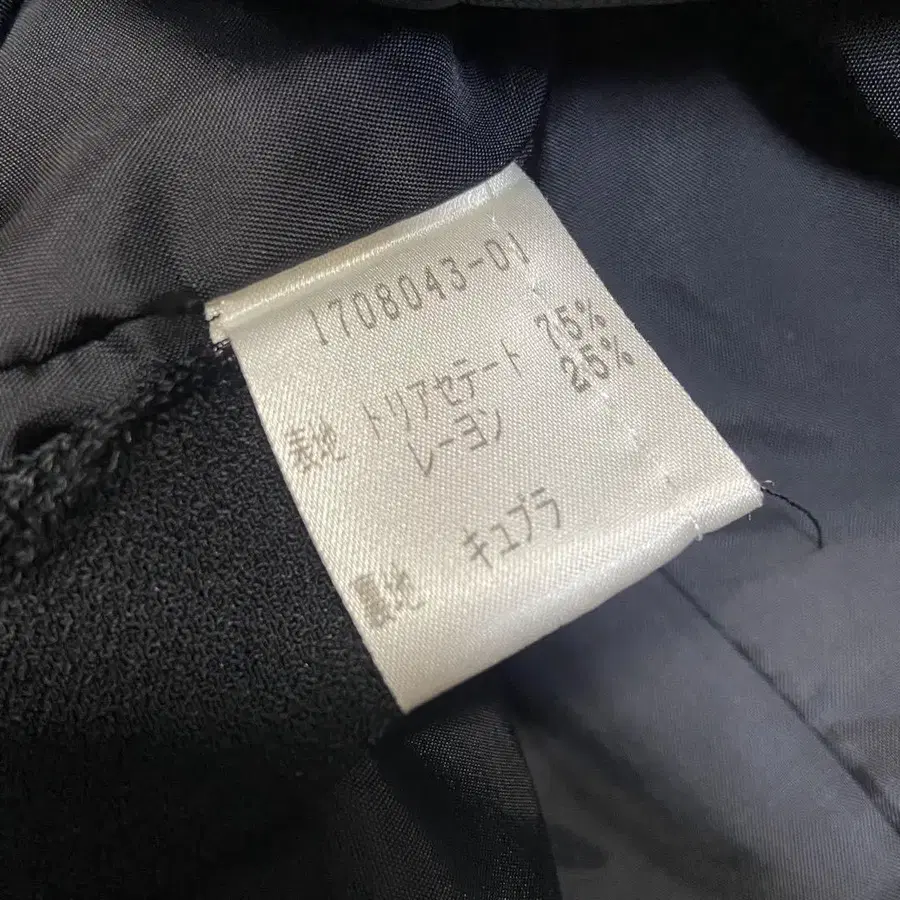 1708043-01
表地 トリアセテート 75%
レーヨン 25%
裏地 キュプラ